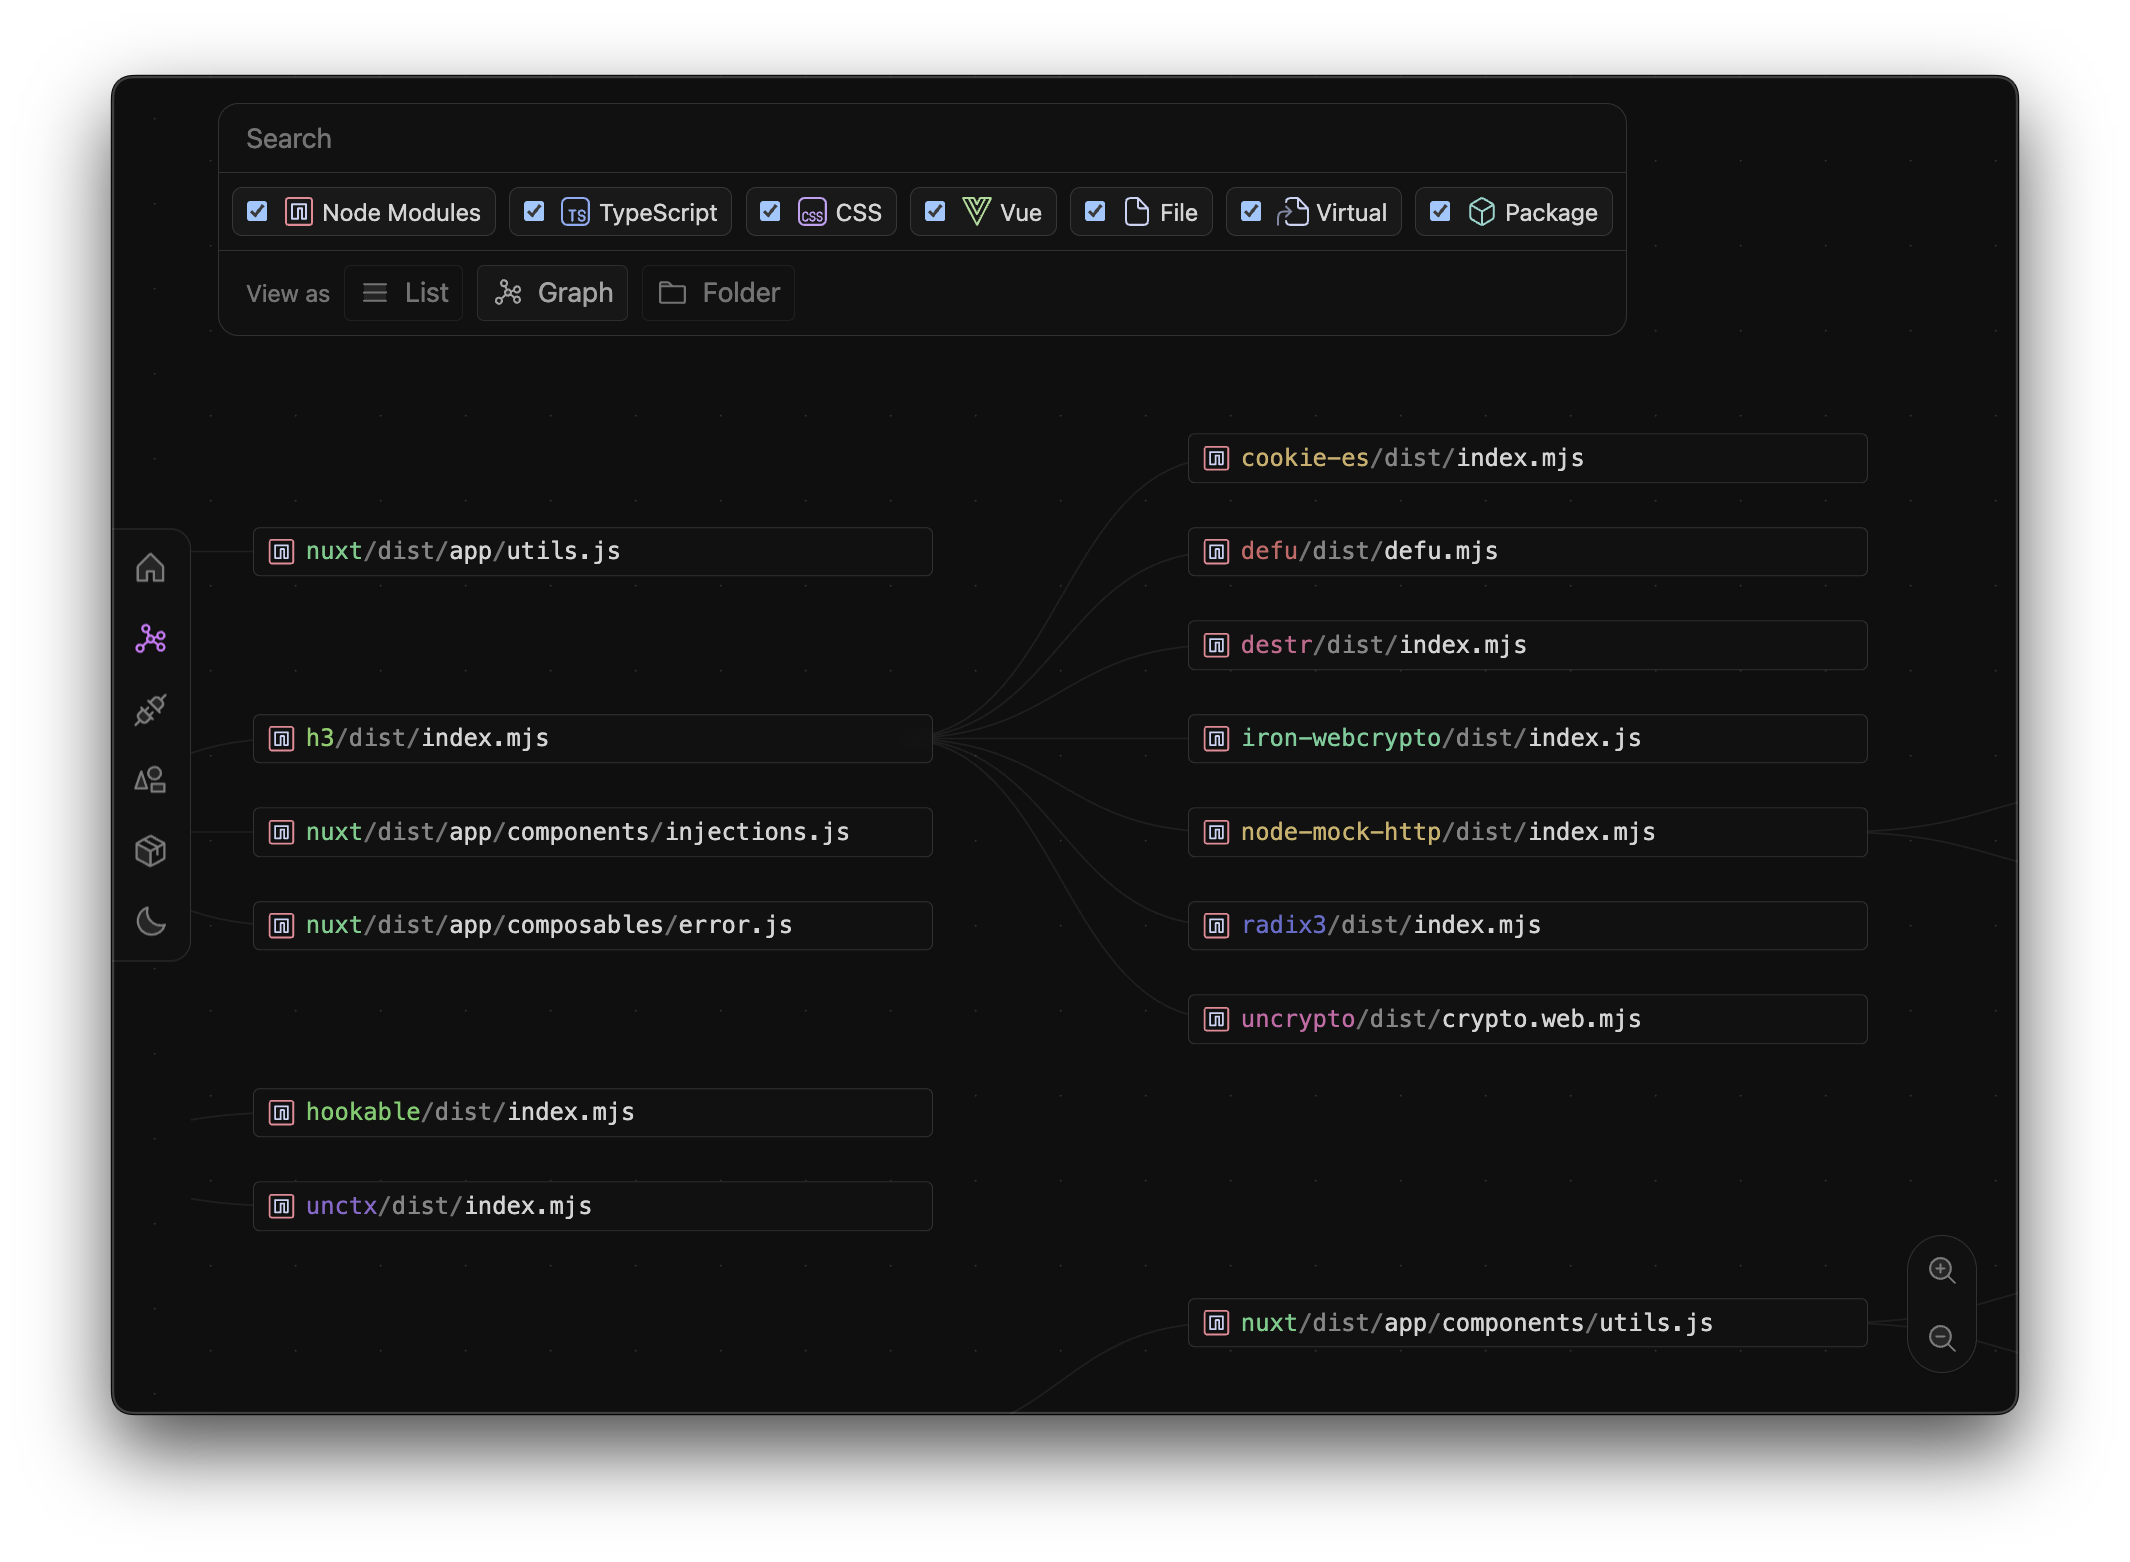 Search
Node Modules TS TypeScript CSS CSS Vue File Virtual Package
View as List Graph Folder
cookie-es/dist/index.mjs
nuxt/dist/app/utils.js
defu/dist/defu.mjs
destr/dist/index.mjs
h3/dist/index.mjs
iron-webcrypto/dist/index.js
nuxt/dist/app/components/injections.js
node-mock-http/dist/index.mjs
nuxt/dist/app/composables/error.js
radix3/dist/index.mjs
uncrypto/dist/crypto.web.mjs
hookable/dist/index.mjs
unctx/dist/index.mjs
nuxt/dist/app/components/utils.js